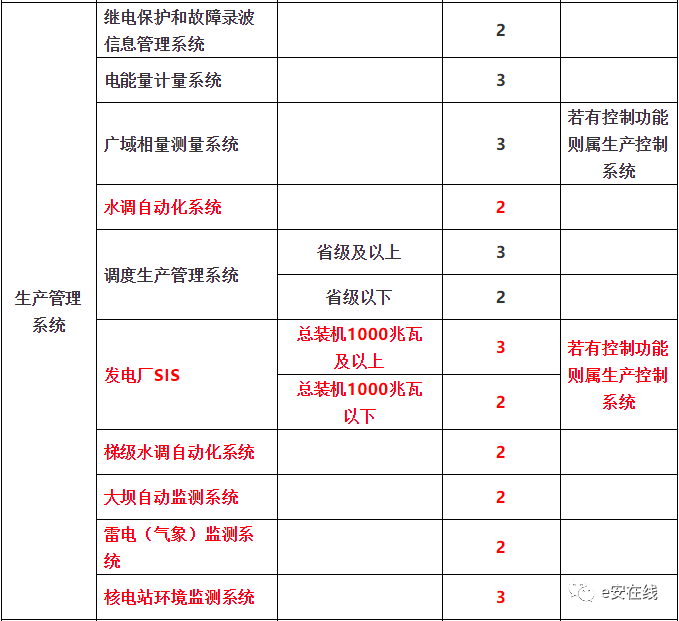 生产管理
系统
继电保护和故障录波
信息管理系统
2
电能量计量系统
3
广域相量测量系统
3
若有控制功能
则属生产控制
系统
水调自动化系统
2
调度生产管理系统
省级及以上
3
省级以下
2
发电厂SIS
总装机1000兆瓦
及以上
3
总装机1000兆瓦
以下
2
若有控制功能
则属生产控制
系统
梯级水调自动化系统
2
大坝自动监测系统
2
雷电（气象）监测系
统
2
核电站环境监测系统
3
e安在线